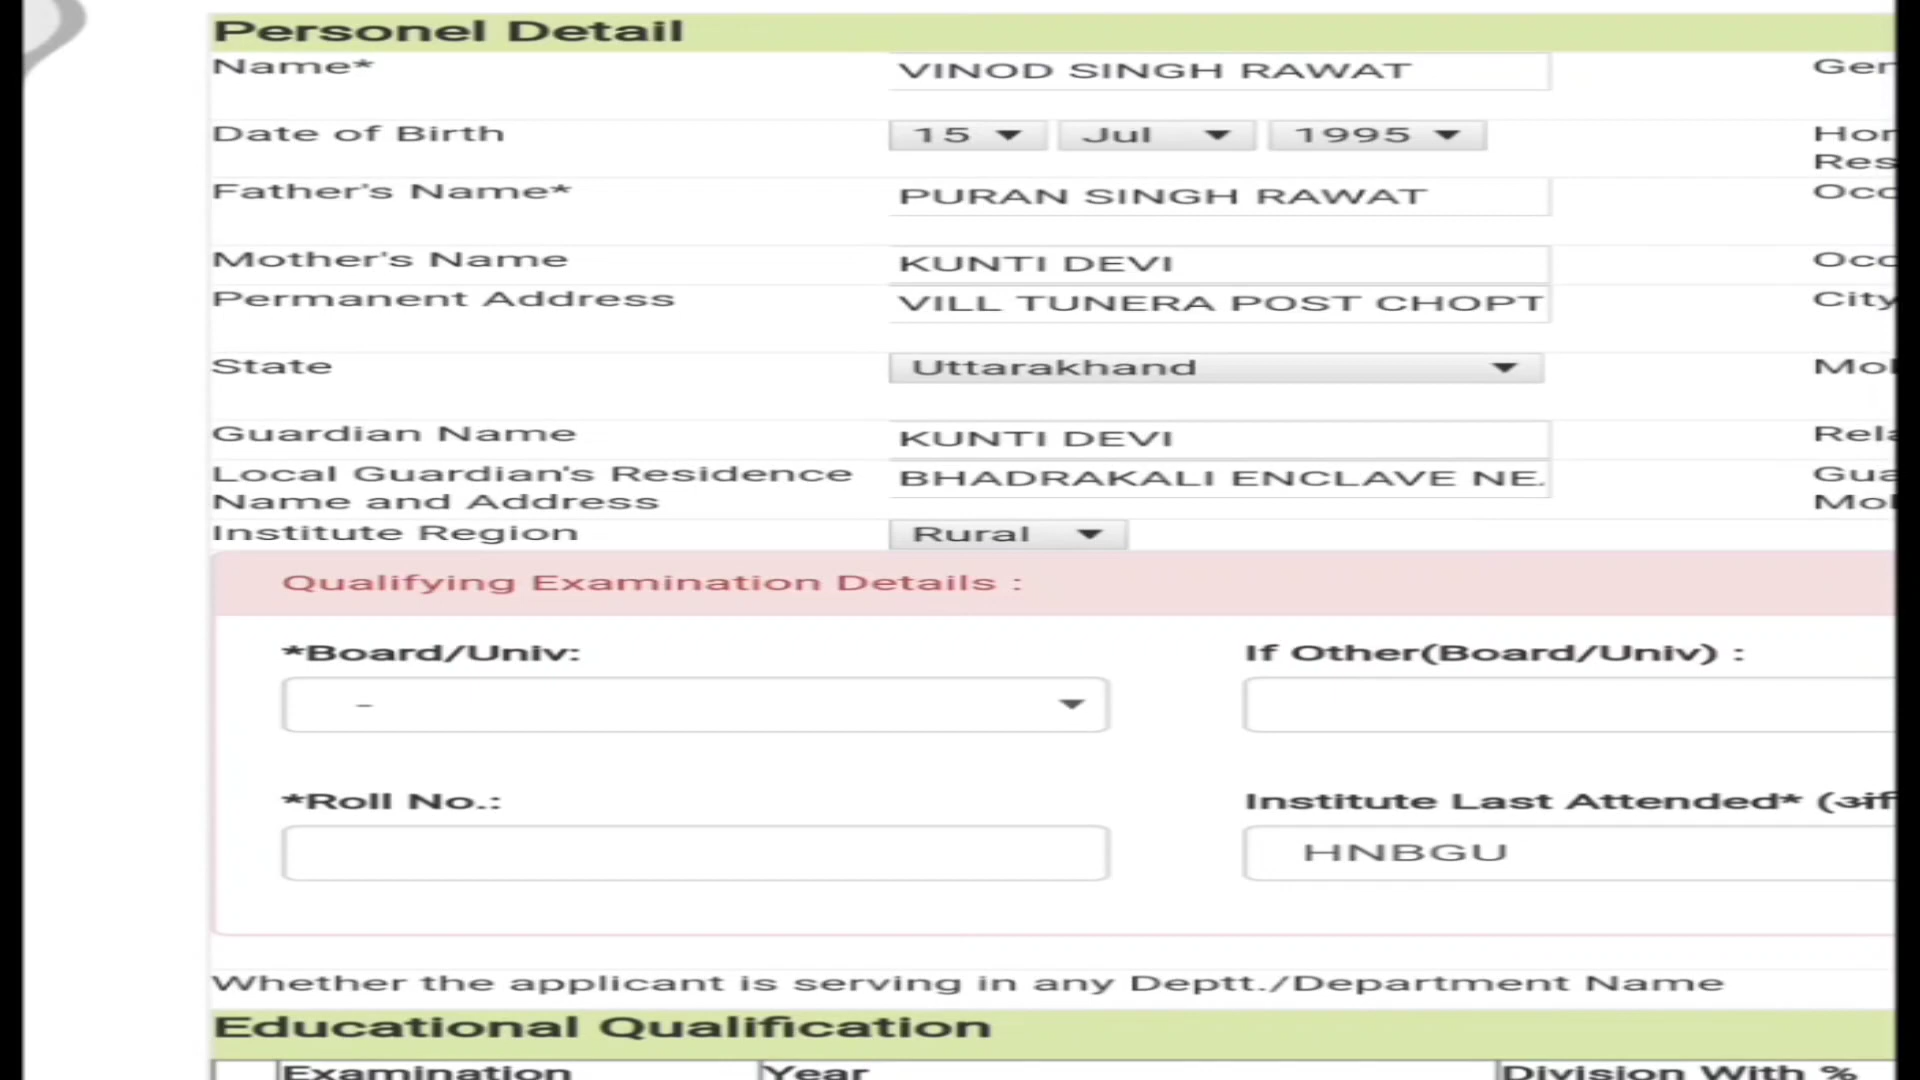 Personel Detail
Name* VINOD SINGH RAWAT
Date of Birth 15 Jul 1995
Father's Name* PURAN SINGH RAWAT
Mother's Name KUNTI DEVI
Permanent Address VILL TUNERA POST CHOPT City
State Uttarakhand
Guardian Name KUNTI DEVI
Local Guardian's Residence BHADRAKALI ENCLAVE
Name and Address
Institute Region Rural
Qualifying Examination Details :
*Board/Univ: If Other(Board/Univ) :
-
*Roll No.: Institute Last Attended*
HNBGU
Whether the applicant is serving in any Deptt./Department Name
Educational Qualification
Examination Year Division With %